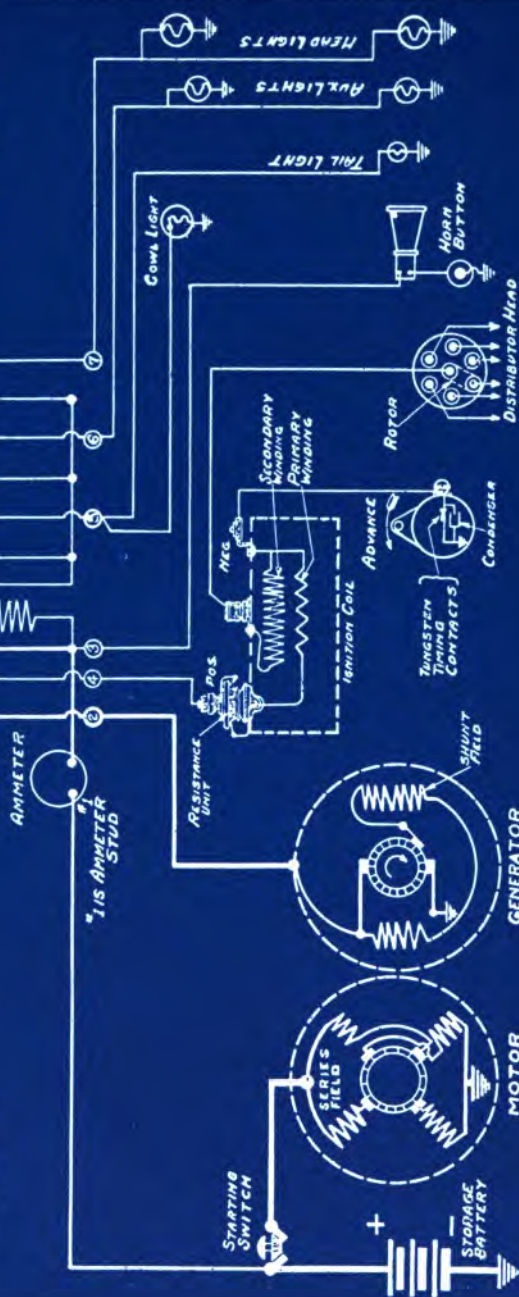 HEAD LIGHTS
AUX. LIGHTS
TAIL LIGHT
COWL LIGHT
HORN
BUTTON
7
6
5
3
4
2
ROTOR
DISTRIBUTOR HEAD
SECONDARY
WINDING
PRIMARY
WINDING
NEG.
POS.
IGNITION COIL
RESISTANCE
UNIT
ADVANCE
CONDENSER
TUNGSTEN
TIMING
CONTACTS
AMMETER
#1
#1 IS AMMETER
STUD
SHUNT
FIELD
GENERATOR
SERIES
FIELD
MOTOR
STARTING
SWITCH
+
−
STORAGE
BATTERY